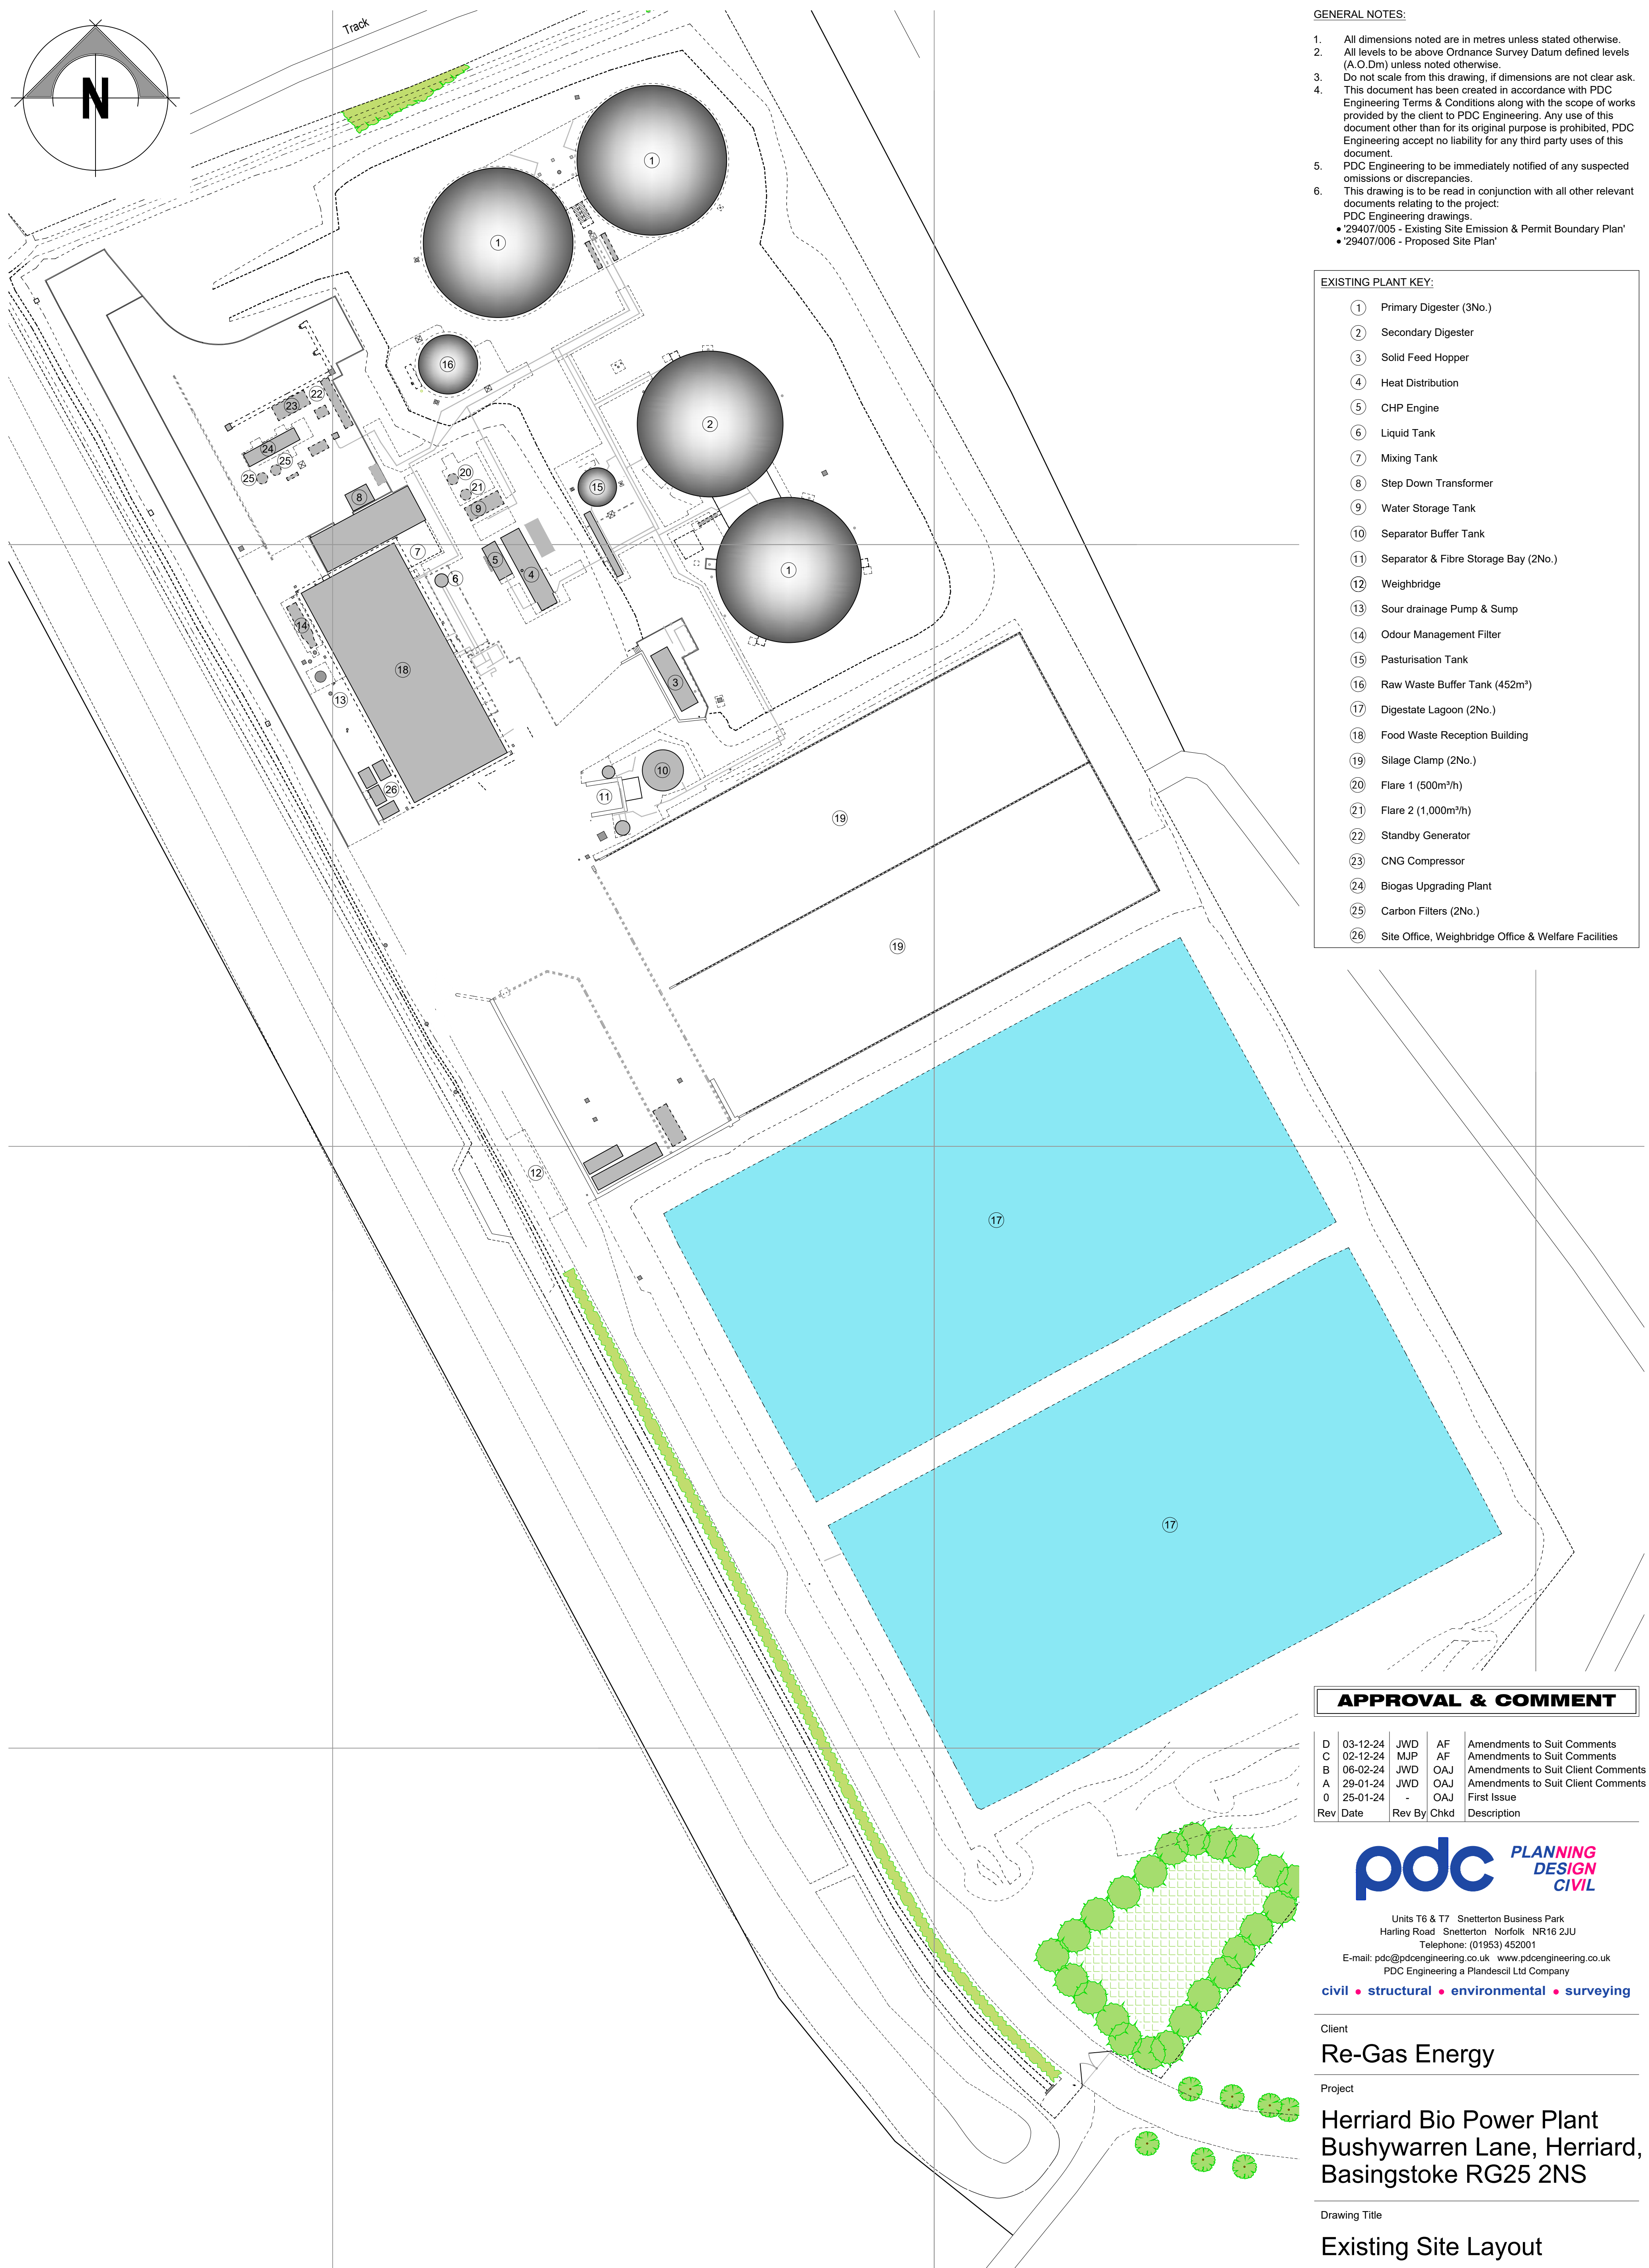 Track
N
1
1
16
22
23
2
24
25
25
20
21
15
8
9
7
5
4
6
1
14
18
3
13
10
26
11
19
19
12
17
17
GENERAL NOTES:
1. All dimensions noted are in metres unless stated otherwise.
2. All levels to be above Ordnance Survey Datum defined levels
(A.O.Dm) unless noted otherwise.
3. Do not scale from this drawing, if dimensions are not clear ask.
4. This document has been created in accordance with PDC
Engineering Terms & Conditions along with the scope of works
provided by the client to PDC Engineering. Any use of this
document other than for its original purpose is prohibited, PDC
Engineering accept no liability for any third party uses of this
document.
5. PDC Engineering to be immediately notified of any suspected
omissions or discrepancies.
6. This drawing is to be read in conjunction with all other relevant
documents relating to the project:
PDC Engineering drawings.
• '29407/005 - Existing Site Emission & Permit Boundary Plan'
• '29407/006 - Proposed Site Plan'
EXISTING PLANT KEY:
1 Primary Digester (3No.)
2 Secondary Digester
3 Solid Feed Hopper
4 Heat Distribution
5 CHP Engine
6 Liquid Tank
7 Mixing Tank
8 Step Down Transformer
9 Water Storage Tank
10 Separator Buffer Tank
11 Separator & Fibre Storage Bay (2No.)
12 Weighbridge
13 Sour drainage Pump & Sump
14 Odour Management Filter
15 Pasturisation Tank
16 Raw Waste Buffer Tank (452m³)
17 Digestate Lagoon (2No.)
18 Food Waste Reception Building
19 Silage Clamp (2No.)
20 Flare 1 (500m³/h)
21 Flare 2 (1,000m³/h)
22 Standby Generator
23 CNG Compressor
24 Biogas Upgrading Plant
25 Carbon Filters (2No.)
26 Site Office, Weighbridge Office & Welfare Facilities
APPROVAL & COMMENT
D 03-12-24 JWD AF Amendments to Suit Comments
C 02-12-24 MJP AF Amendments to Suit Comments
B 06-02-24 JWD OAJ Amendments to Suit Client Comments
A 29-01-24 JWD OAJ Amendments to Suit Client Comments
0 25-01-24 - OAJ First Issue
Rev Date Rev By Chkd Description
pdc
PLANNING
DESIGN
CIVIL
Units T6 & T7 Snetterton Business Park
Harling Road Snetterton Norfolk NR16 2JU
Telephone: (01953) 452001
E-mail: pdc@pdcengineering.co.uk www.pdcengineering.co.uk
PDC Engineering a Plandescil Ltd Company
civil • structural • environmental • surveying
Client
Re-Gas Energy
Project
Herriard Bio Power Plant
Bushywarren Lane, Herriard,
Basingstoke RG25 2NS
Drawing Title
Existing Site Layout